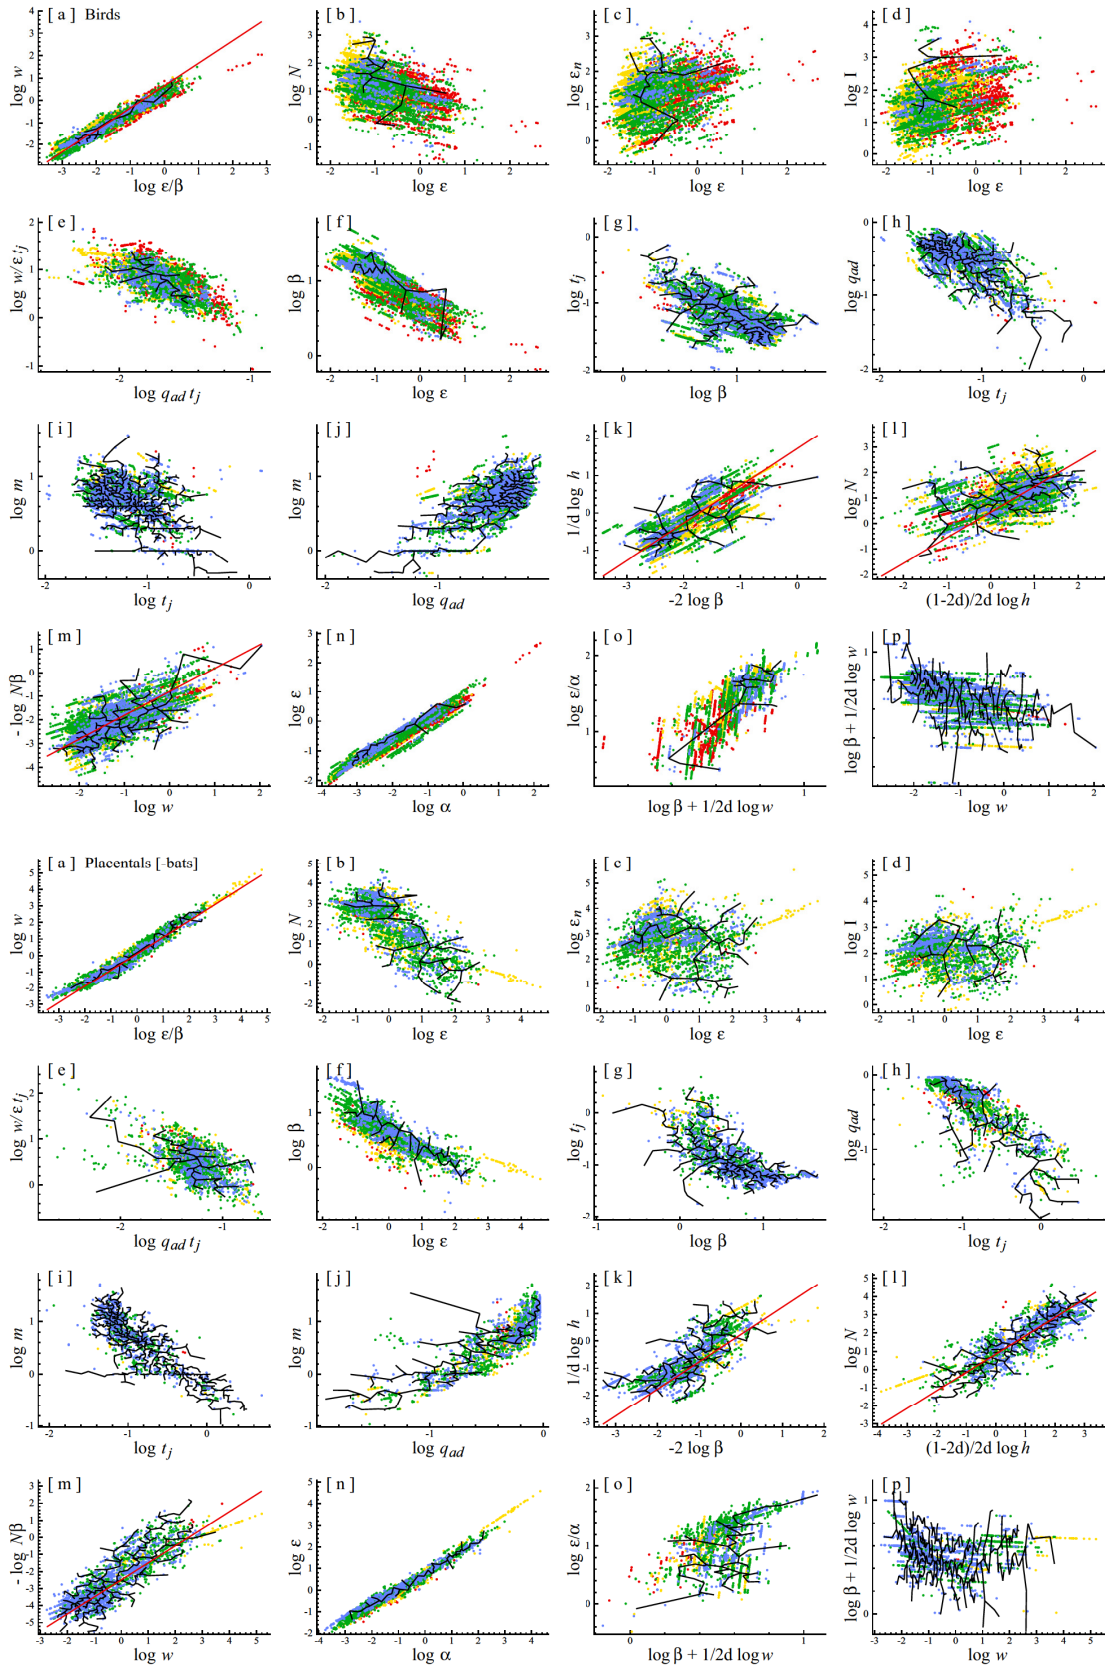 [ a ] Birds
log w
log ε/β
[ b ]
log N
log ε
[ c ]
log εn
log ε
[ d ]
log I
log ε
[ e ]
log w/ε tj
log qad tj
[ f ]
log β
log ε
[ g ]
log tj
log β
[ h ]
log qad
log tj
[ i ]
log m
log tj
[ j ]
log m
log qad
[ k ]
1/d log h
-2 log β
[ l ]
log N
(1-2d)/2d log h
[ m ]
- log Nβ
log w
[ n ]
log ε
log α
[ o ]
log ε/α
log β + 1/2d log w
[ p ]
log β + 1/2d log w
log w
[ a ] Placentals [-bats]
log w
log ε/β
[ b ]
log N
log ε
[ c ]
log εn
log ε
[ d ]
log I
log ε
[ e ]
log w/ε tj
log qad tj
[ f ]
log β
log ε
[ g ]
log tj
log β
[ h ]
log qad
log tj
[ i ]
log m
log tj
[ j ]
log m
log qad
[ k ]
1/d log h
-2 log β
[ l ]
log N
(1-2d)/2d log h
[ m ]
- log Nβ
log w
[ n ]
log ε
log α
[ o ]
log ε/α
log β + 1/2d log w
[ p ]
log β + 1/2d log w
log w